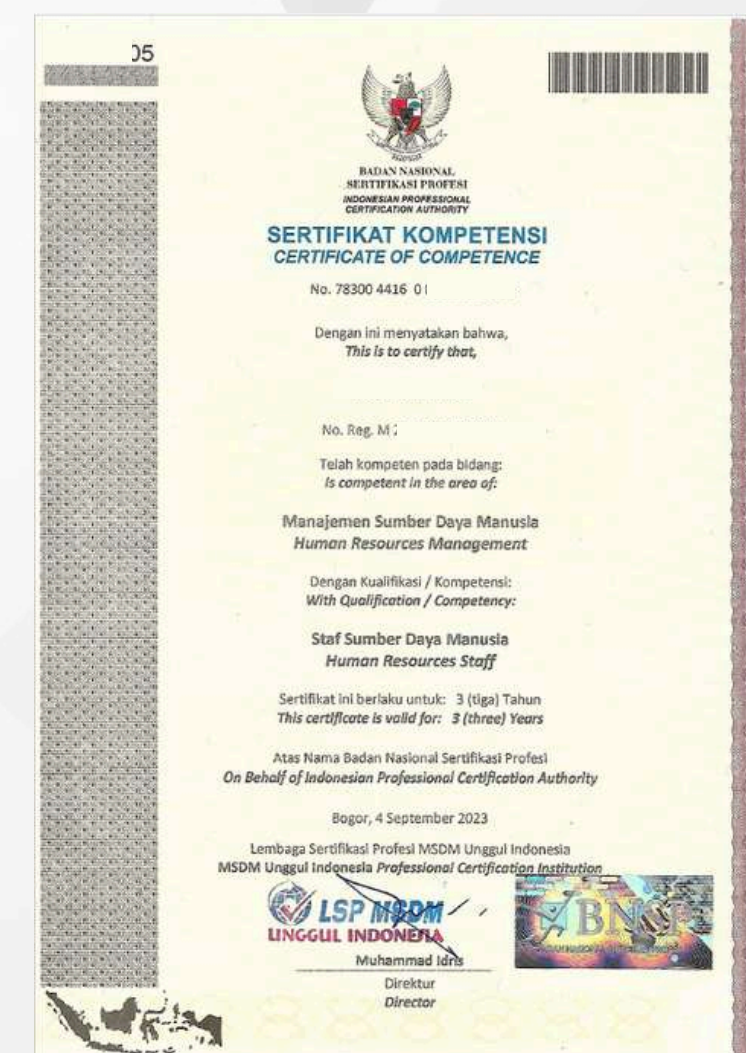 05
BADAN NASIONAL
SERTIFIKASI PROFESI
INDONESIAN PROFESSIONAL
CERTIFICATION AUTHORITY
SERTIFIKAT KOMPETENSI
CERTIFICATE OF COMPETENCE
No. 78300 4416 0
Dengan ini menyatakan bahwa,
This is to certify that,
No. Reg. M 2
Telah kompeten pada bidang:
Is competent in the area of:
Manajemen Sumber Daya Manusia
Human Resources Management
Dengan Kualifikasi / Kompetensi:
With Qualification / Competency:
Staf Sumber Daya Manusia
Human Resources Staff
Sertifikat ini berlaku untuk: 3 (tiga) Tahun
This certificate is valid for: 3 (three) Years
Atas Nama Badan Nasional Sertifikasi Profesi
On Behalf of Indonesian Professional Certification Authority
Bogor, 4 September 2023
Lembaga Sertifikasi Profesi MSDM Unggul Indonesia
MSDM Unggul Indonesia Professional Certification Institution
LSP MSDM
UNGGUL INDONESIA
BNSP
Muhammad Idris
Direktur
Director